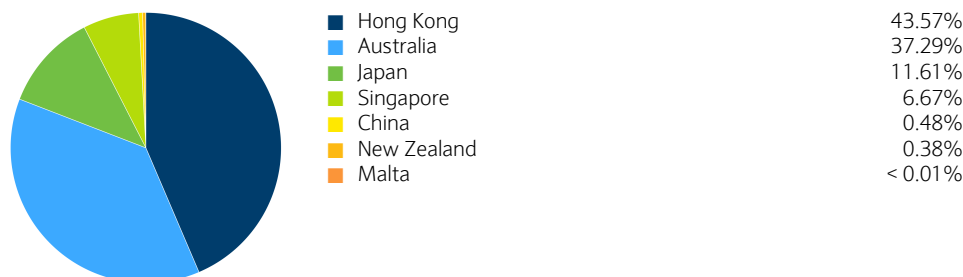 Hong Kong 43.57%
Australia 37.29%
Japan 11.61%
Singapore 6.67%
China 0.48%
New Zealand 0.38%
Malta < 0.01%